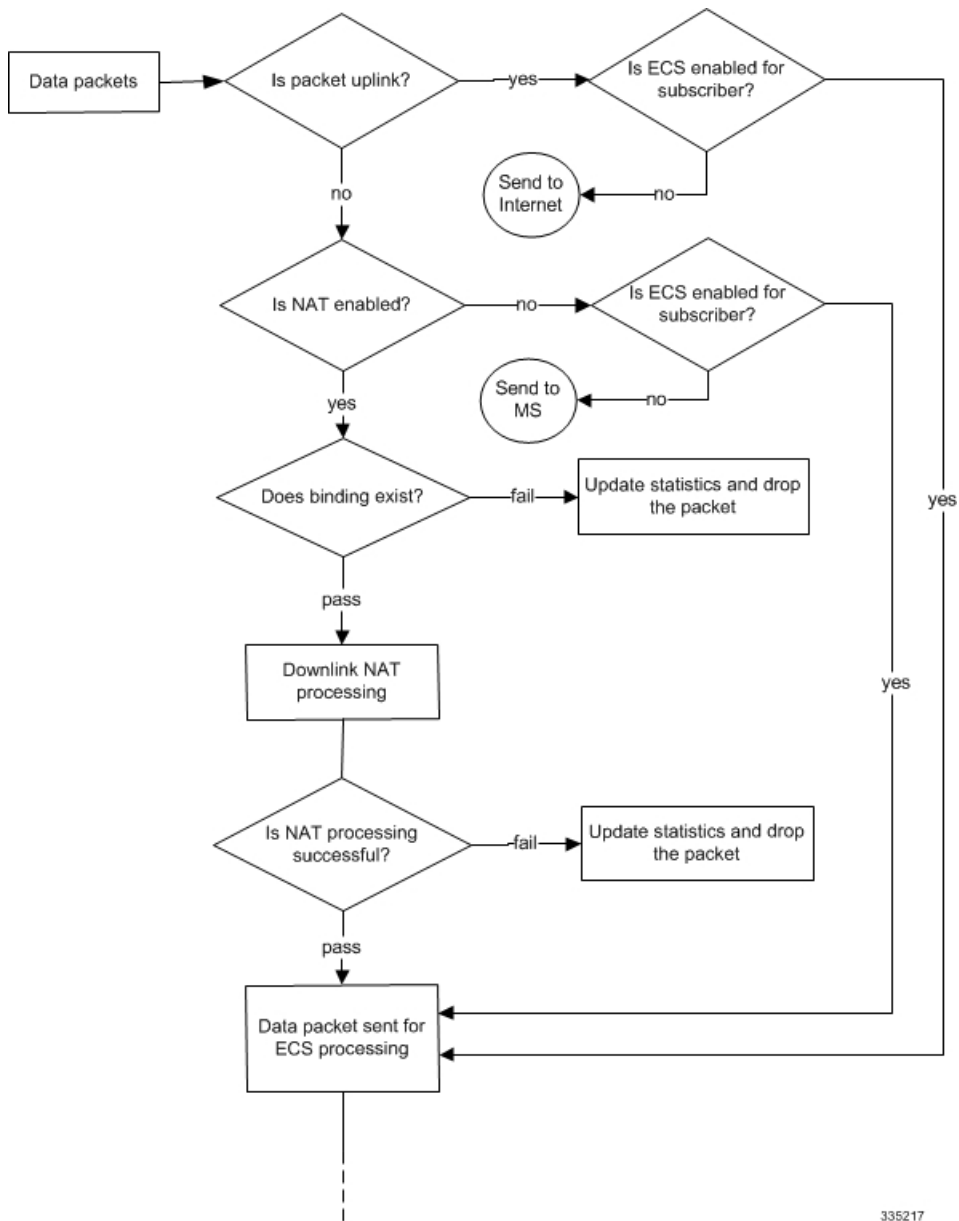 Data packets
Is packet uplink?
yes
Is ECS enabled for
subscriber?
no
Send to
Internet
no
Is NAT enabled?
no
Is ECS enabled for
subscriber?
yes
Send to
MS
no
Does binding exist?
fail
Update statistics and drop
the packet
yes
pass
Downlink NAT
processing
yes
Is NAT processing
successful?
fail
Update statistics and drop
the packet
pass
Data packet sent for
ECS processing
335217